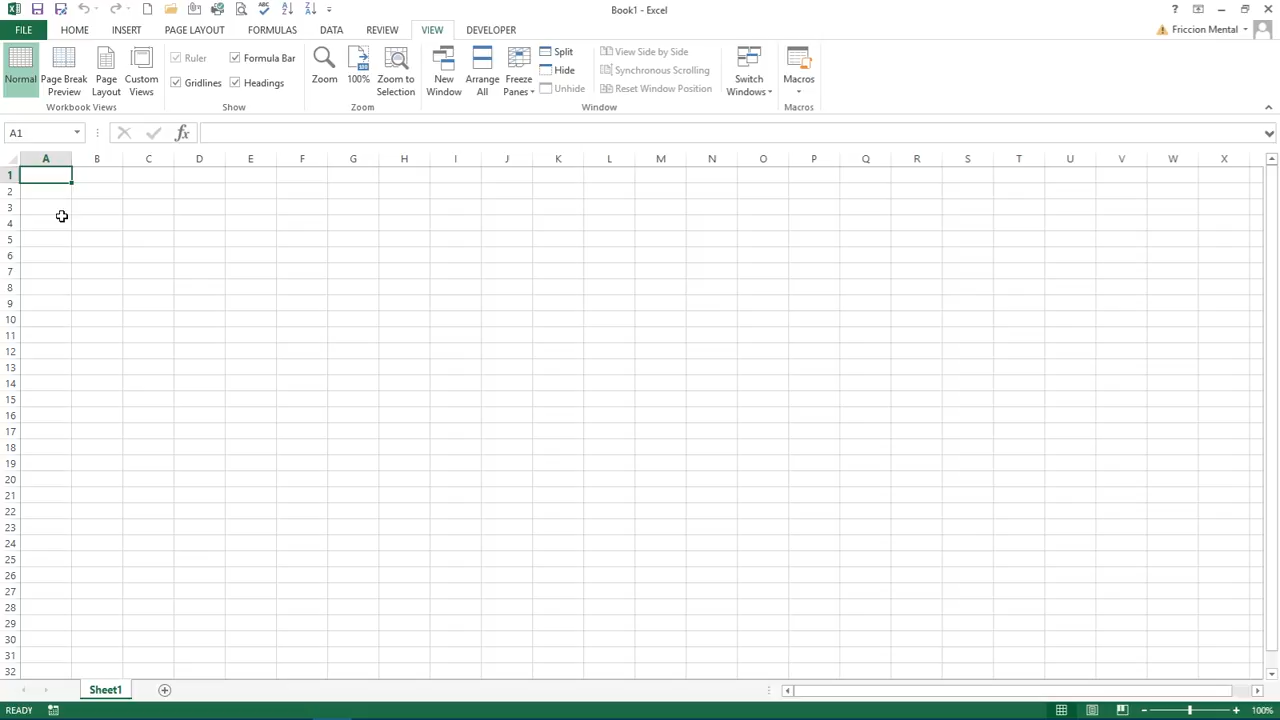 Book1 - Excel
?
FILE HOME INSERT PAGE LAYOUT FORMULAS DATA REVIEW VIEW DEVELOPER Friccion Mental
Normal Page Break Preview Page Layout Custom Views
Workbook Views
Ruler Formula Bar
Gridlines Headings
Show
Zoom 100% Zoom to Selection
Zoom
New Window Arrange All Freeze Panes
Split
Hide
Unhide
View Side by Side
Synchronous Scrolling
Reset Window Position
Window
Switch Windows
Macros
Macros
A1 fx
A B C D E F G H I J K L M N O P Q R S T U V W X
1
2
3
4
5
6
7
8
9
10
11
12
13
14
15
16
17
18
19
20
21
22
23
24
25
26
27
28
29
30
31
32
Sheet1
READY 100%